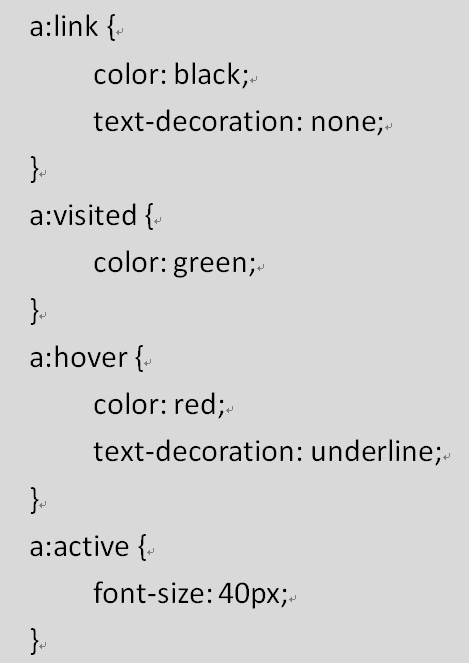 a:link {
color: black;
text-decoration: none;
}
a:visited {
color: green;
}
a:hover {
color: red;
text-decoration: underline;
}
a:active {
font-size: 40px;
}